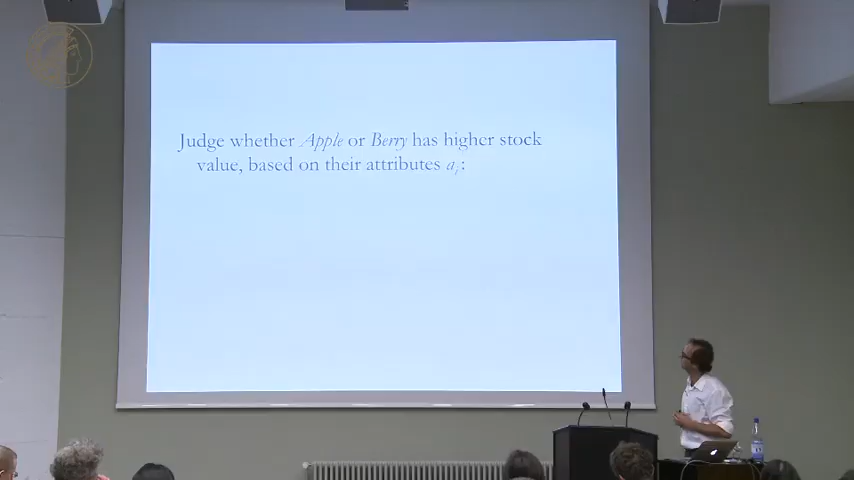 Judge whether Apple or Berry has higher stock
value, based on their attributes aᵢ: